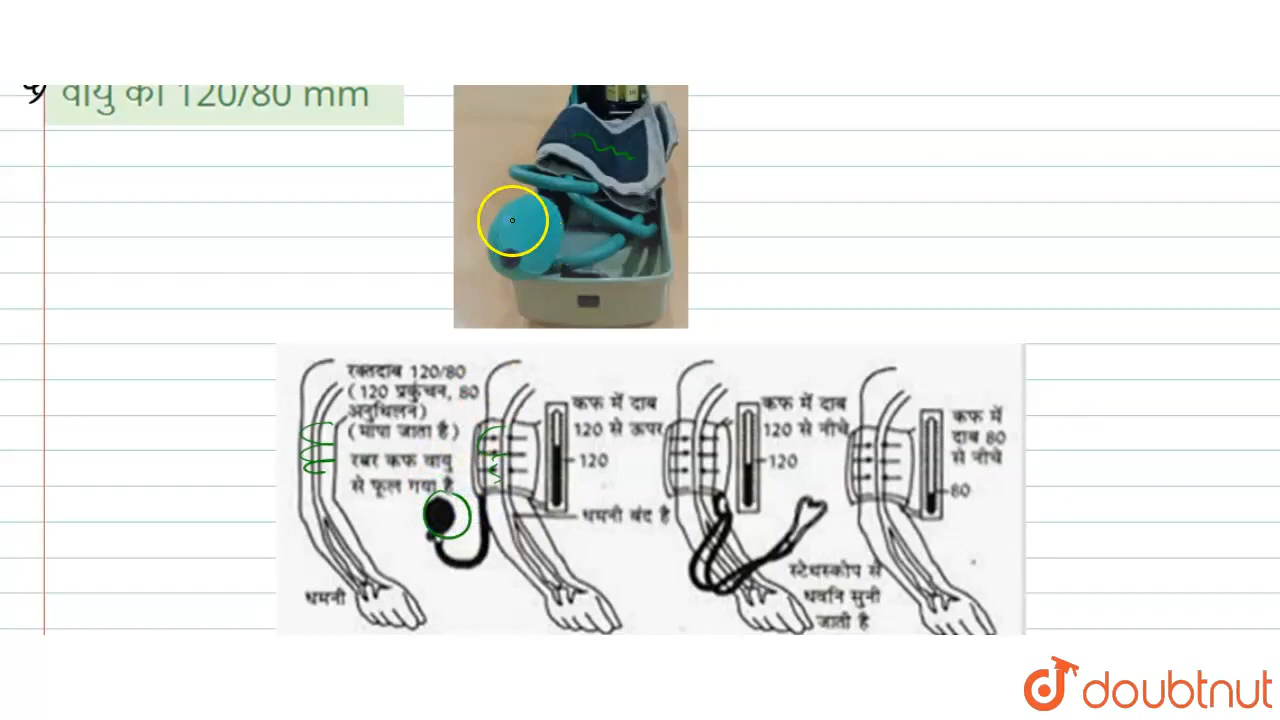 वायु का 120/80 mm
रक्तदाब 120/80
( 120 प्रकुंचन, 80
अनुशिथिलन)
(मापा जाता है)
रबर कफ वायु
से फूल गया है
धमनी
कफ में दाब
120 से ऊपर
120
धमनी बंद है
कफ में दाब
120 से नीचे
120
स्टेथस्कोप से
ध्वनि सुनी
जाती है
कफ में
दाब 80
से नीचे
80
doubtnut